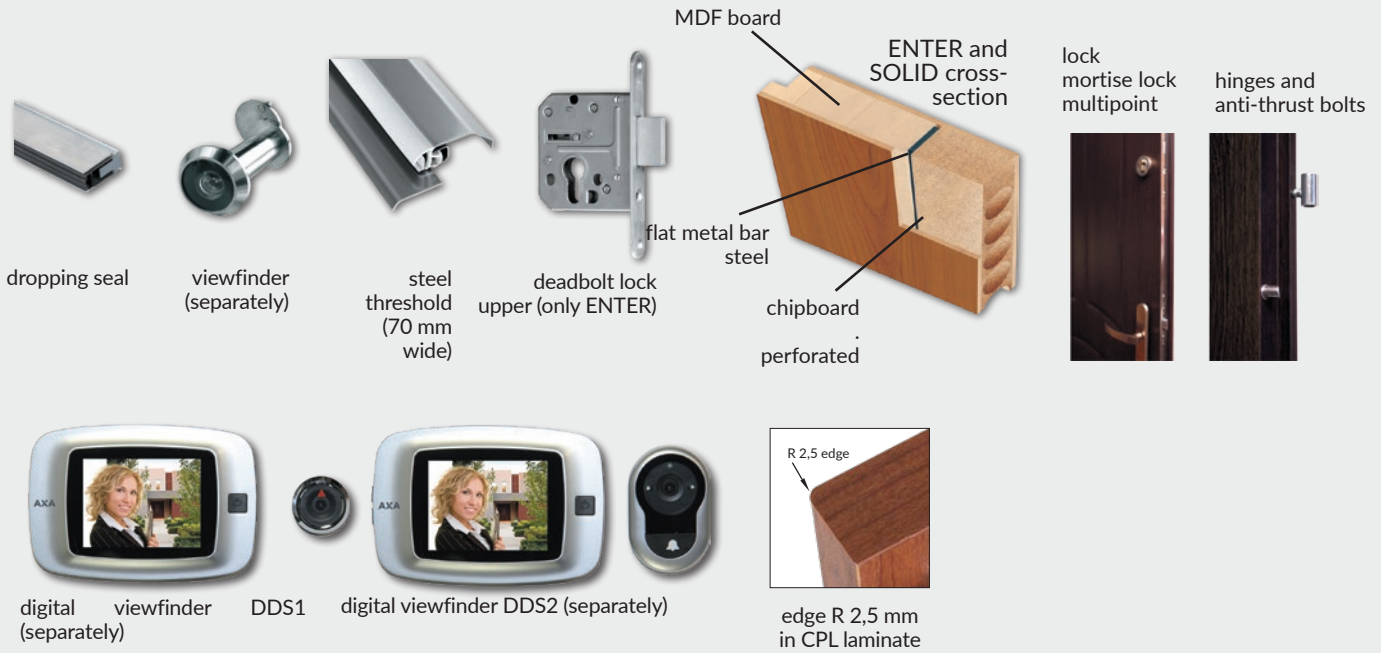 MDF board
ENTER and
SOLID cross-
section
lock
mortise lock
multipoint
hinges and
anti-thrust bolts
flat metal bar
steel
dropping seal
viewfinder
(separately)
steel
threshold
(70 mm
wide)
deadbolt lock
upper (only ENTER)
chipboard
.
perforated
AXA
AXA
R 2,5 edge
digital viewfinder DDS1
(separately)
digital viewfinder DDS2 (separately)
edge R 2,5 mm
in CPL laminate